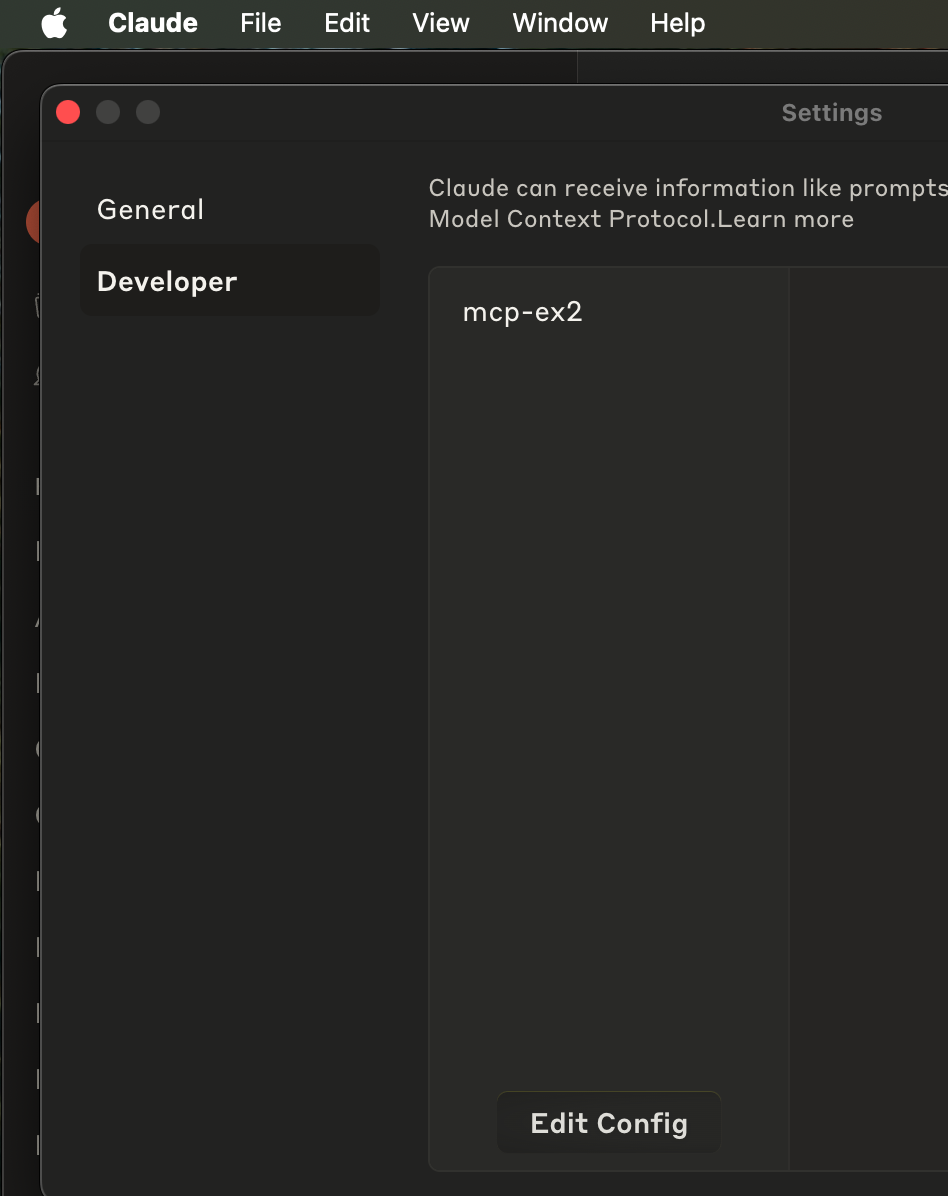 Claude File Edit View Window Help
Settings
General
Developer
Claude can receive information like prompts
Model Context Protocol.Learn more
mcp-ex2
Edit Config